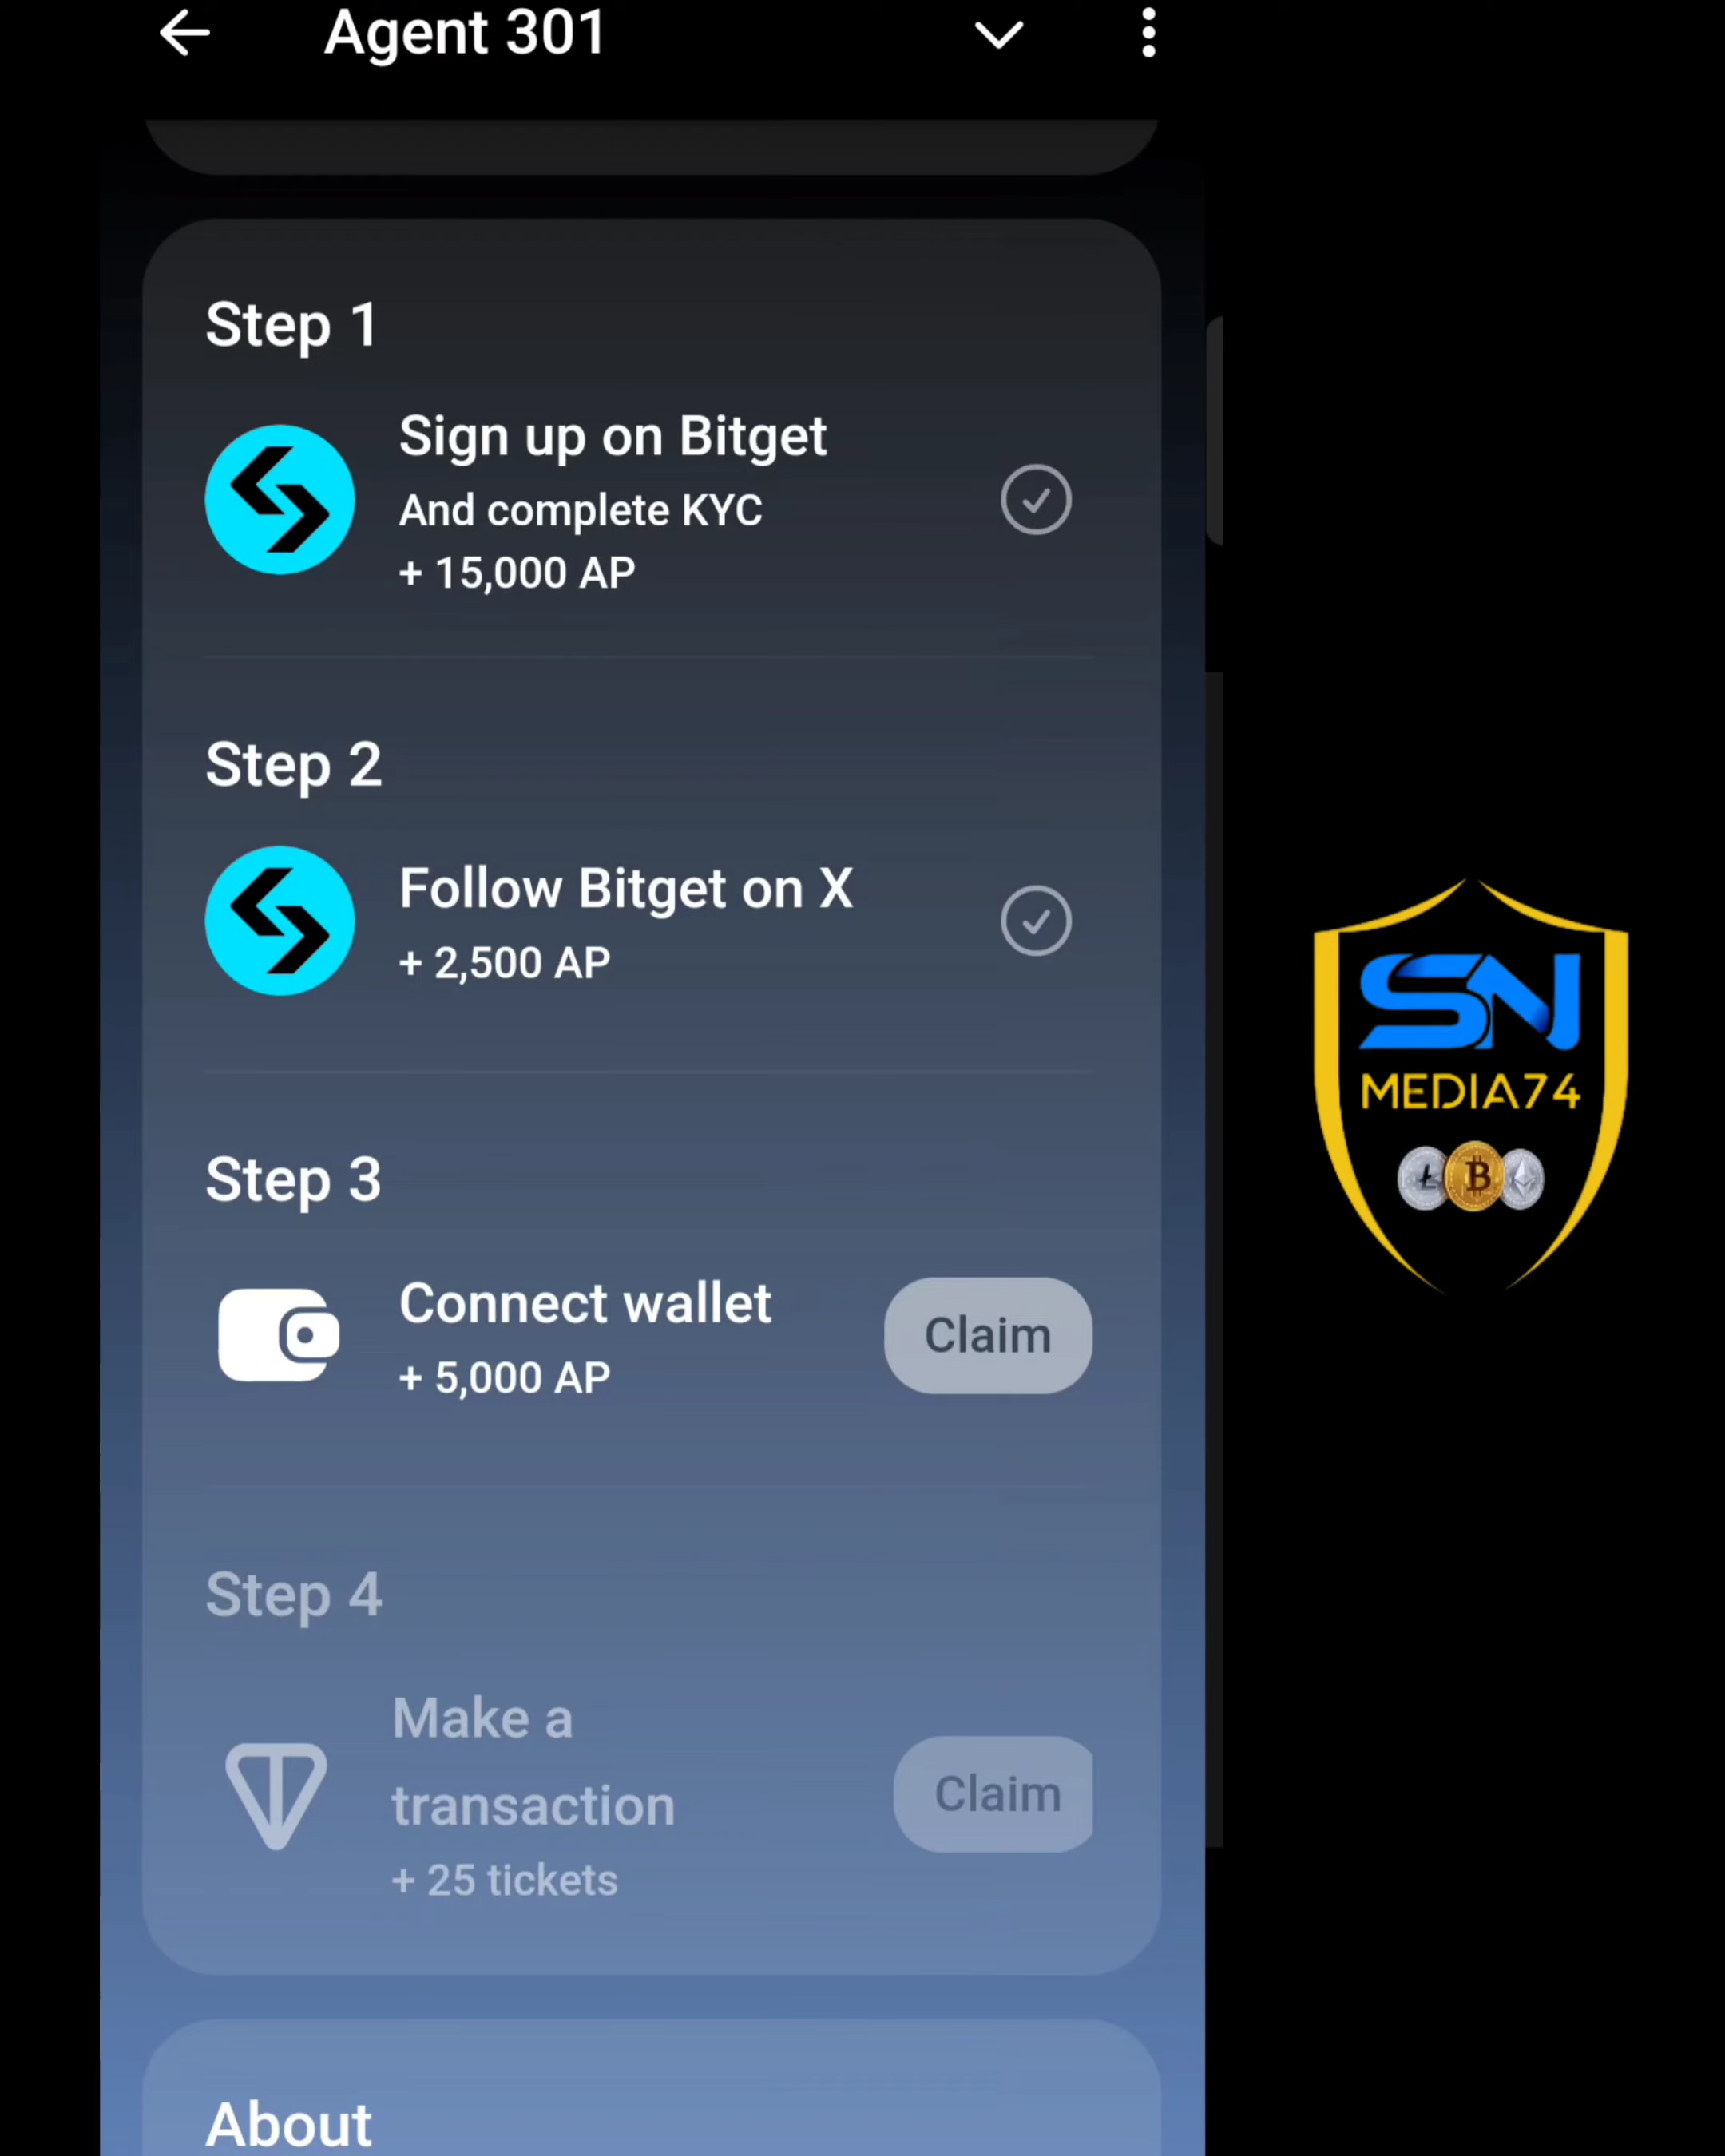 Agent 301
Step 1
Sign up on Bitget
And complete KYC
+ 15,000 AP
Step 2
Follow Bitget on X
+ 2,500 AP
Step 3
Connect wallet
+ 5,000 AP
Claim
Step 4
Make a
transaction
+ 25 tickets
Claim
About
SN
MEDIA74